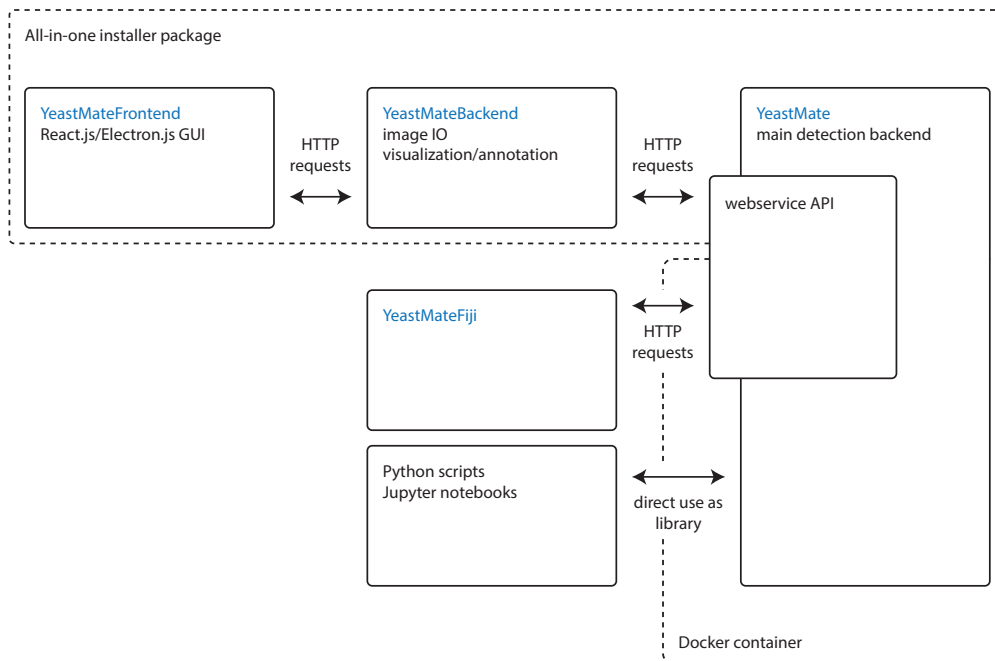 All-in-one installer package
YeastMateFrontend
React.js/Electron.js GUI
HTTP
requests
YeastMateBackend
image IO
visualization/annotation
HTTP
requests
YeastMate
main detection backend
webservice API
YeastMateFiji
HTTP
requests
Python scripts
Jupyter notebooks
direct use as
library
Docker container